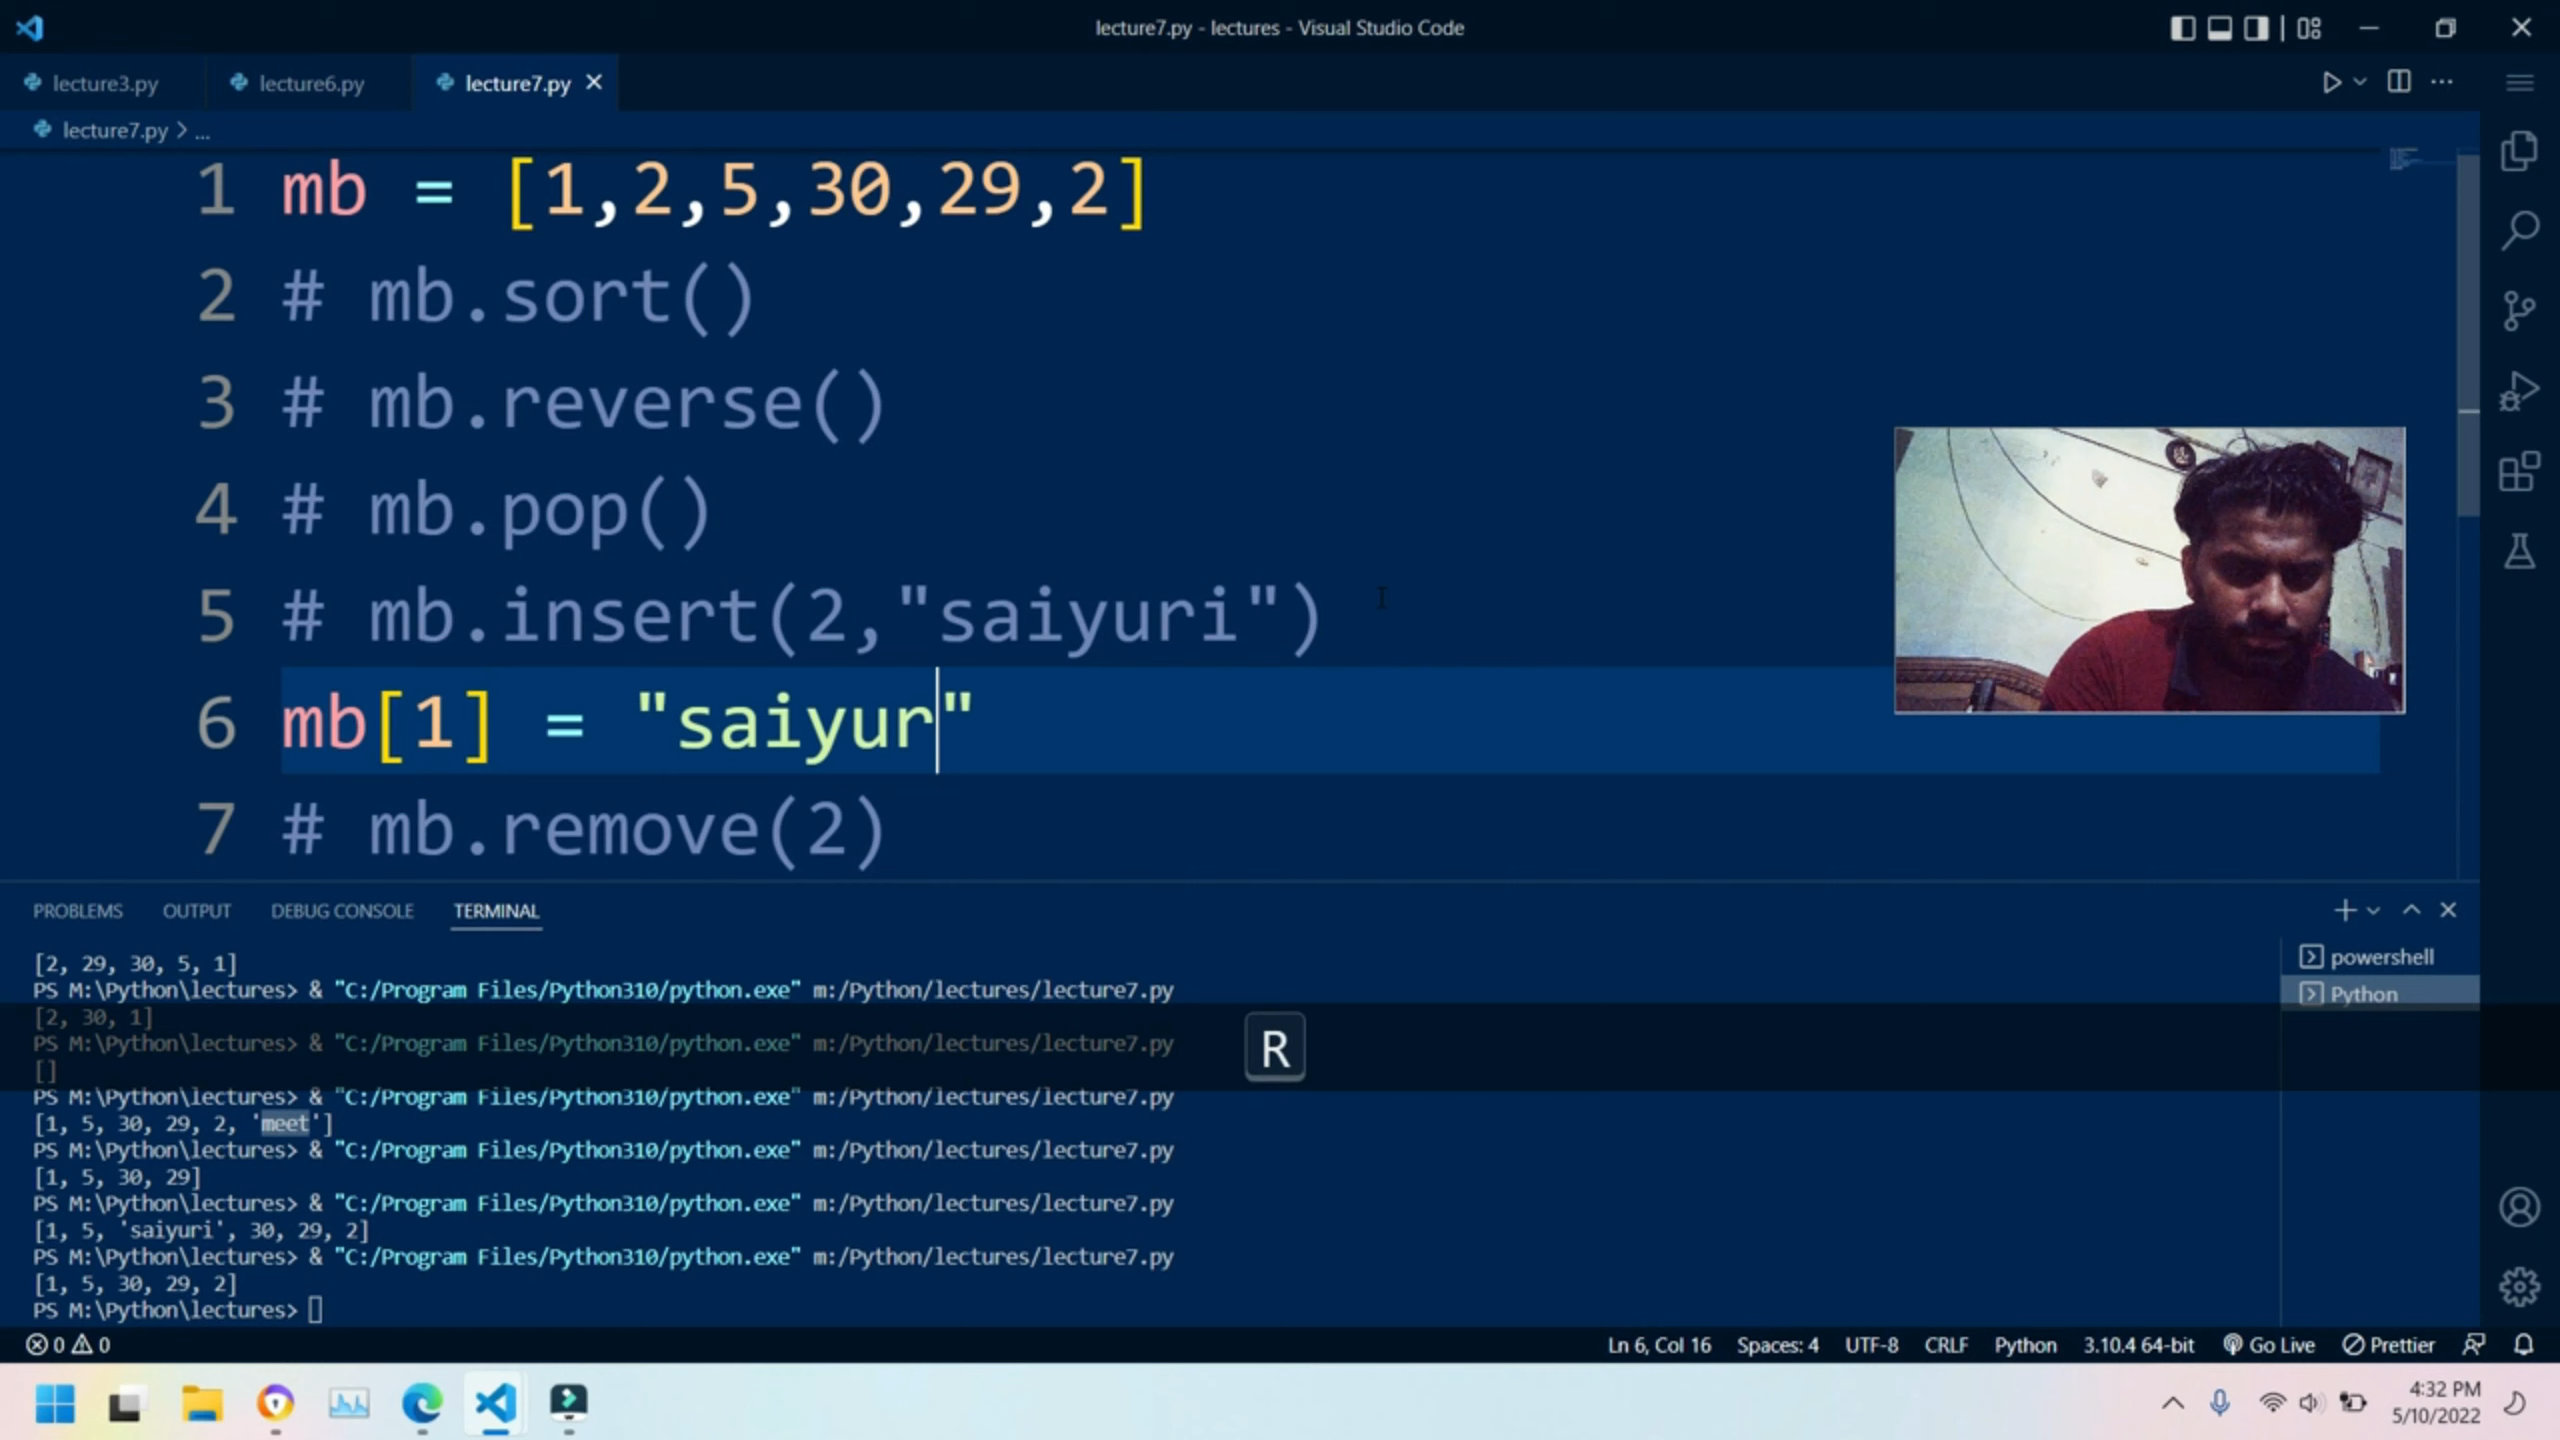 lecture7.py - lectures - Visual Studio Code
lecture3.py
lecture6.py
lecture7.py
lecture7.py > ...
1 mb = [1,2,5,30,29,2]
2 # mb.sort()
3 # mb.reverse()
4 # mb.pop()
5 # mb.insert(2,"saiyuri")
6 mb[1] = "saiyur"
7 # mb.remove(2)
PROBLEMS OUTPUT DEBUG CONSOLE TERMINAL
[2, 29, 30, 5, 1]
PS M:\Python\lectures> & "C:/Program Files/Python310/python.exe" m:/Python/lectures/lecture7.py
[2, 30, 1]
PS M:\Python\lectures> & "C:/Program Files/Python310/python.exe" m:/Python/lectures/lecture7.py
[]
PS M:\Python\lectures> & "C:/Program Files/Python310/python.exe" m:/Python/lectures/lecture7.py
[1, 5, 30, 29, 2, 'meet']
PS M:\Python\lectures> & "C:/Program Files/Python310/python.exe" m:/Python/lectures/lecture7.py
[1, 5, 30, 29]
PS M:\Python\lectures> & "C:/Program Files/Python310/python.exe" m:/Python/lectures/lecture7.py
[1, 5, 'saiyuri', 30, 29, 2]
PS M:\Python\lectures> & "C:/Program Files/Python310/python.exe" m:/Python/lectures/lecture7.py
[1, 5, 30, 29, 2]
PS M:\Python\lectures>
powershell
Python
R
0 0
Ln 6, Col 16 Spaces: 4 UTF-8 CRLF Python 3.10.4 64-bit Go Live Prettier
4:32 PM
5/10/2022